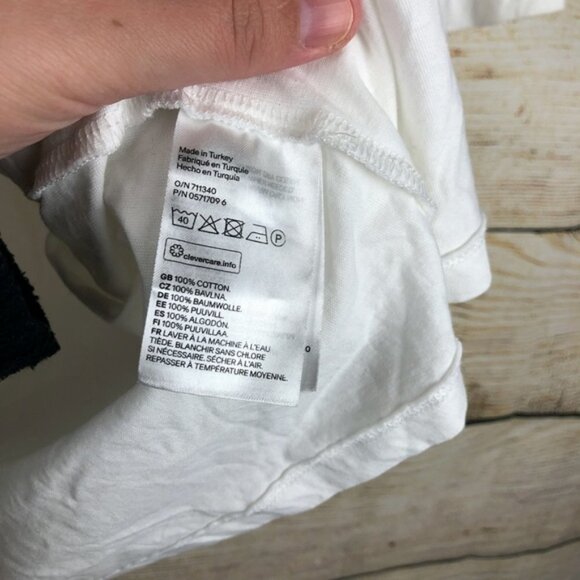 Made in Turkey
Fabriqué en Turquie
Hecho en Turquía
O/N 711340
P/N 0571709 6
40 P
clevercare.info
GB 100% COTTON.
CZ 100% BAVLNA.
DE 100% BAUMWOLLE.
EE 100% PUUVILL.
ES 100% ALGODÓN.
FI 100% PUUVILLAA.
FR LAVER À LA MACHINE À L'EAU
TIÈDE. BLANCHIR SANS CHLORE
SI NÉCESSAIRE. SÉCHER À L'AIR.
REPASSER À TEMPÉRATURE MOYENNE.